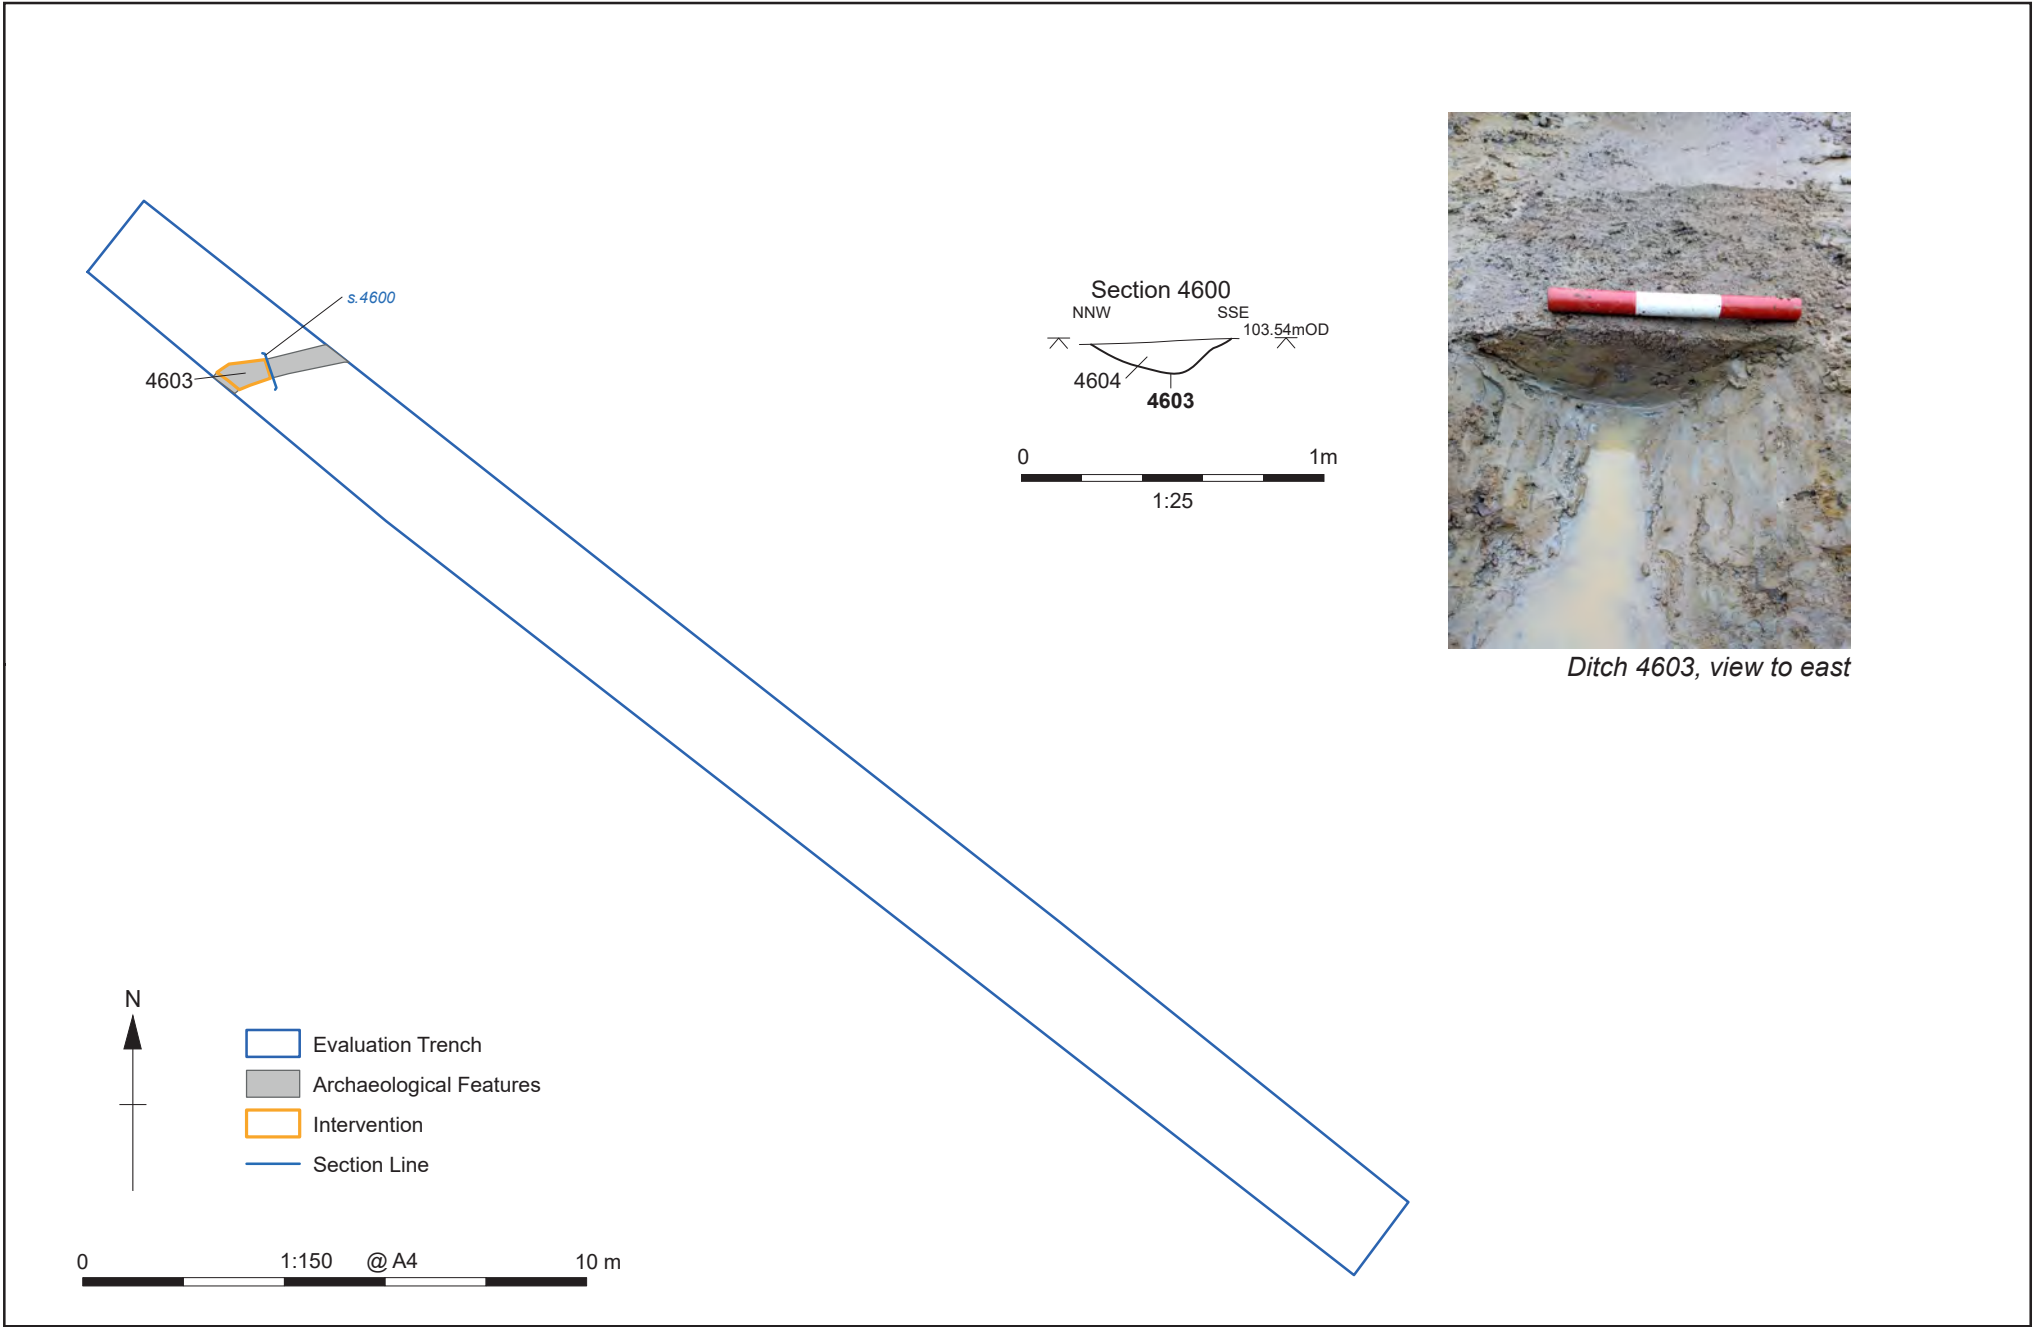 s.4600
4603
Section 4600
NNW SSE
103.54mOD
4604
4603
0 1m
1:25
Ditch 4603, view to east
N
Evaluation Trench
Archaeological Features
Intervention
Section Line
0 1:150 @ A4 10 m